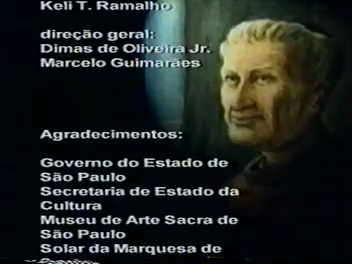 Keli T. Ramalho
direção geral:
Dimas de Oliveira Jr.
Marcelo Guimarães
Agradecimentos:
Governo do Estado de
São Paulo
Secretaria de Estado da
Cultura
Museu de Arte Sacra de
São Paulo
Solar da Marquesa de